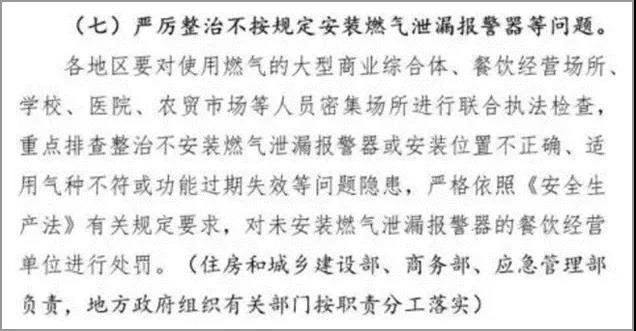 （七）严厉整治不按规定安装燃气泄漏报警器等问题。
各地区要对使用燃气的大型商业综合体、餐饮经营场所、
学校、医院、农贸市场等人员密集场所进行联合执法检查，
重点排查整治不安装燃气泄漏报警器或安装位置不正确、适
用气种不符或功能过期失效等问题隐患，严格依照《安全生
产法》有关规定要求，对未安装燃气泄漏报警器的餐饮经营
单位进行处罚。（住房和城乡建设部、商务部、应急管理部
负责，地方政府组织有关部门按职责分工落实）